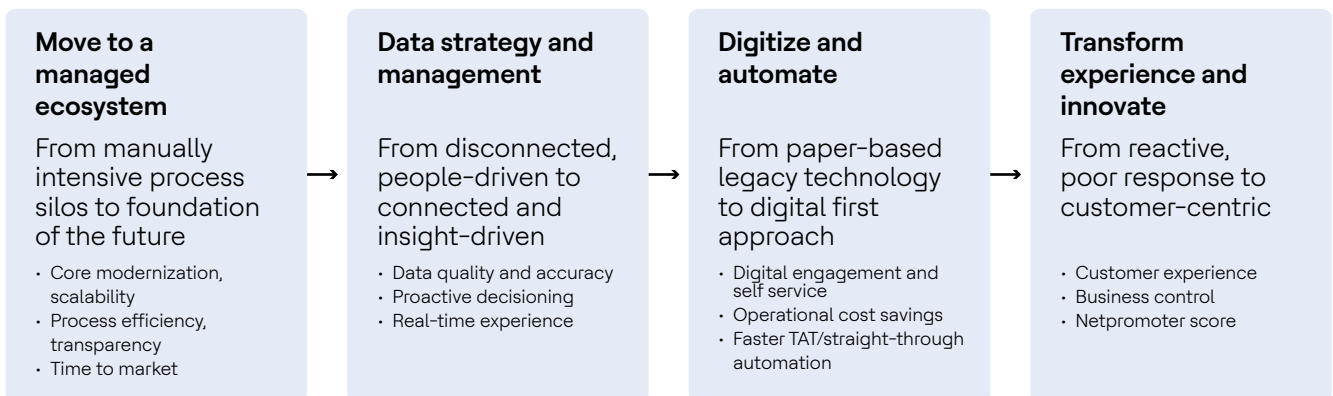 Move to a
managed
ecosystem
From manually
intensive process
silos to foundation
of the future
• Core modernization,
scalability
• Process efficiency,
transparency
• Time to market
Data strategy and
management
From disconnected,
people-driven to
connected and
insight-driven
• Data quality and accuracy
• Proactive decisioning
• Real-time experience
Digitize and
automate
From paper-based
legacy technology
to digital first
approach
• Digital engagement and
self service
• Operational cost savings
• Faster TAT/straight-through
automation
Transform
experience and
innovate
From reactive,
poor response to
customer-centric
• Customer experience
• Business control
• Netpromoter score